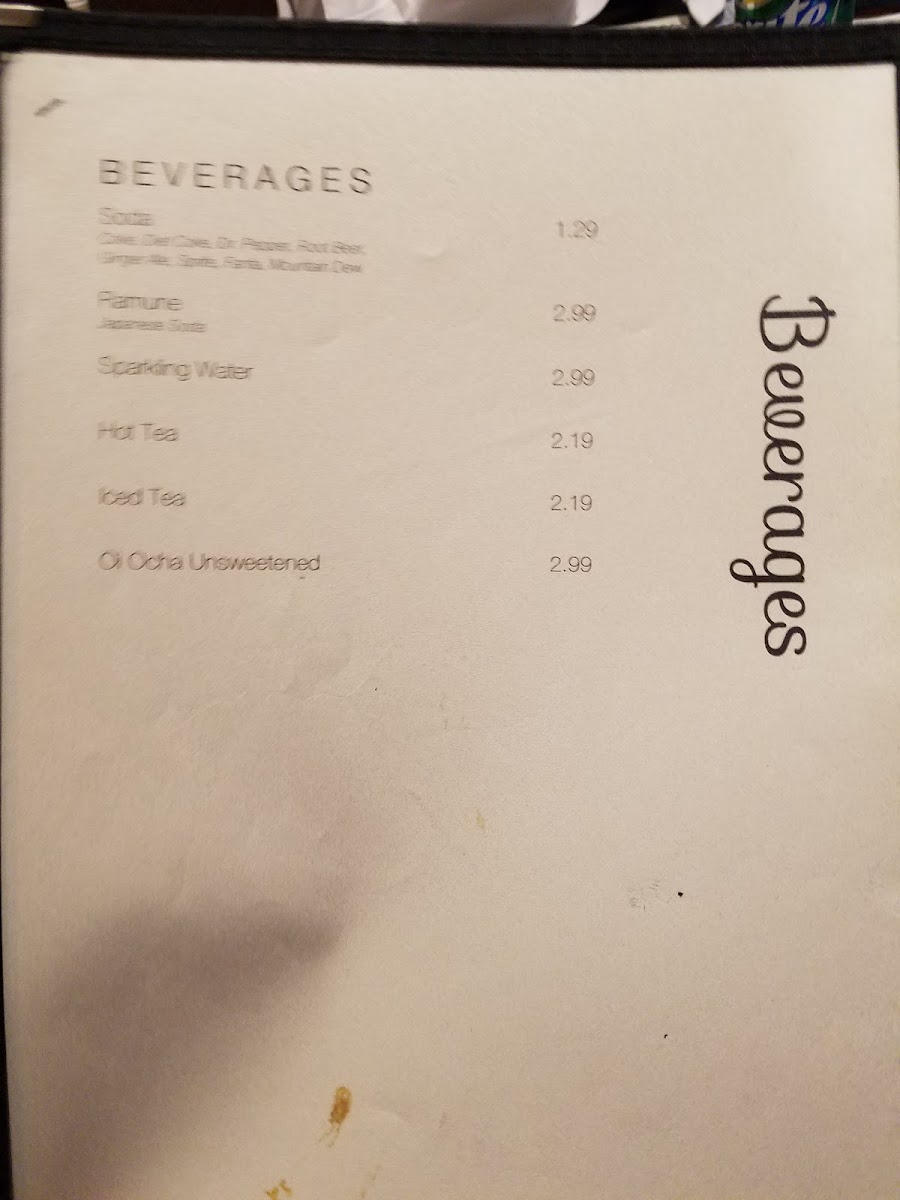 BEVERAGES
Soda 1.29
Coke, Diet Coke, Dr. Pepper, Root Beer,
Ginger Ale, Sprite, Fanta, Mountain Dew
Ramune 2.99
Japanese Soda
Sparkling Water 2.99
Hot Tea 2.19
Iced Tea 2.19
Oi Ocha Unsweetened 2.99
Beverages